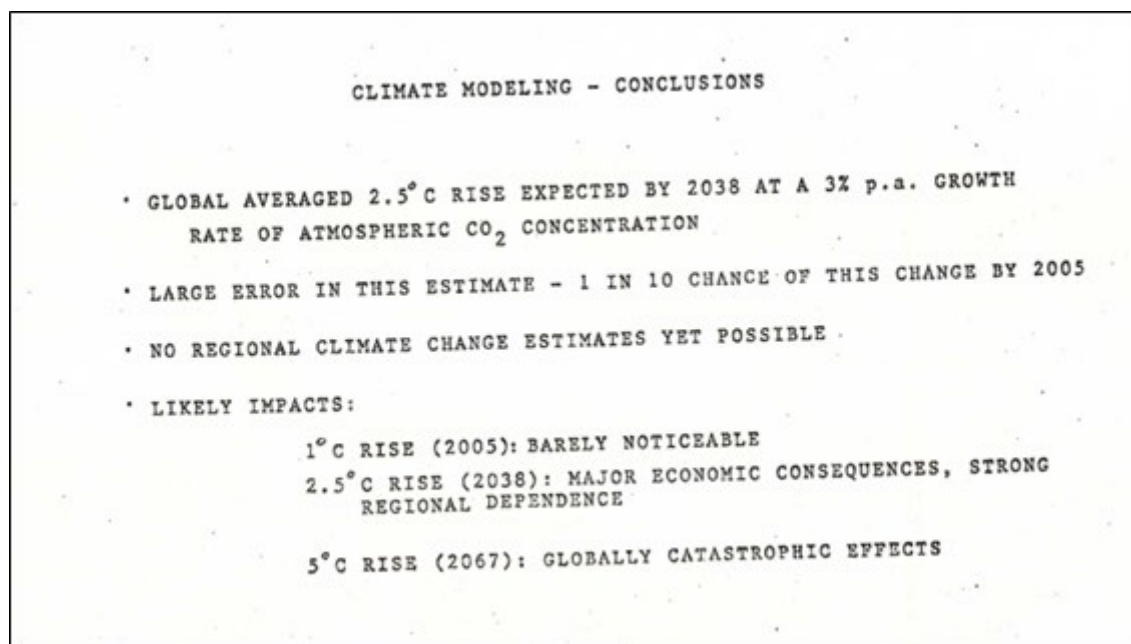 CLIMATE MODELING - CONCLUSIONS
· GLOBAL AVERAGED 2.5°C RISE EXPECTED BY 2038 AT A 3% p.a. GROWTH
RATE OF ATMOSPHERIC CO₂ CONCENTRATION
· LARGE ERROR IN THIS ESTIMATE - 1 IN 10 CHANCE OF THIS CHANGE BY 2005
· NO REGIONAL CLIMATE CHANGE ESTIMATES YET POSSIBLE
· LIKELY IMPACTS:
1°C RISE (2005): BARELY NOTICEABLE
2.5°C RISE (2038): MAJOR ECONOMIC CONSEQUENCES, STRONG
REGIONAL DEPENDENCE
5°C RISE (2067): GLOBALLY CATASTROPHIC EFFECTS